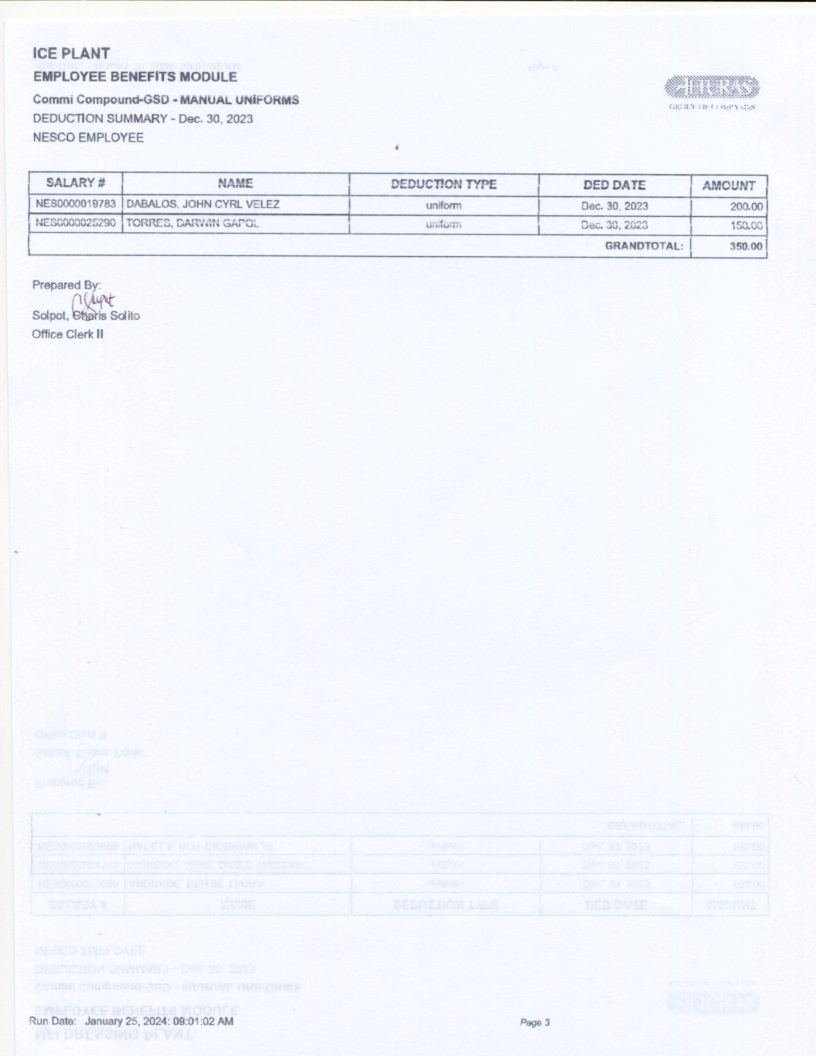 ICE PLANT
EMPLOYEE BENEFITS MODULE
Commi Compound-GSD - MANUAL UNIFORMS
DEDUCTION SUMMARY - Dec. 30, 2023
NESCO EMPLOYEE
ALTURAS
GROUP OF COMPANIES
SALARY # NAME DEDUCTION TYPE DED DATE AMOUNT
NES0000019783 DABALOS, JOHN CYRL VELEZ uniform Dec. 30, 2023 200.00
NES0000025290 TORRES, DARWIN GAPOL uniform Dec. 30, 2023 150.00
GRANDTOTAL: 350.00
Prepared By:
Solpot, Charis Solito
Office Clerk II
Run Date: January 25, 2024; 09:01:02 AM
Page 3